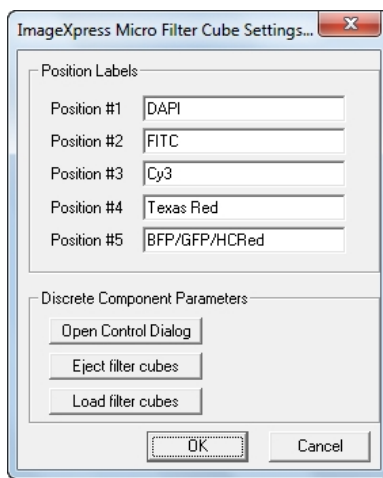 ImageXpress Micro Filter Cube Settings...
Position Labels
Position #1 DAPI
Position #2 FITC
Position #3 Cy3
Position #4 Texas Red
Position #5 BFP/GFP/HCRed
Discrete Component Parameters
Open Control Dialog
Eject filter cubes
Load filter cubes
OK Cancel